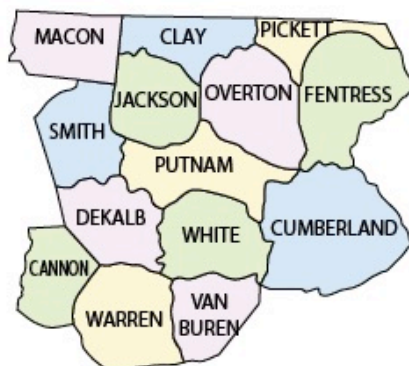 MACON
CLAY
PICKETT
JACKSON
OVERTON
FENTRESS
SMITH
PUTNAM
DEKALB
WHITE
CUMBERLAND
CANNON
WARREN
VAN
BUREN